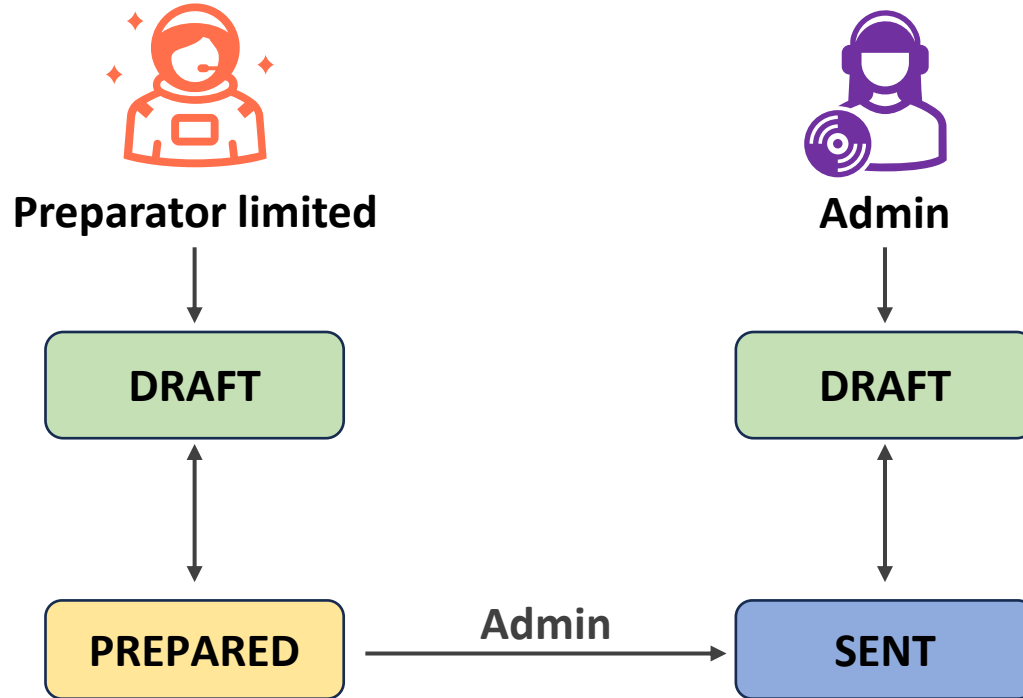 Preparator limited
Admin
DRAFT
DRAFT
PREPARED
Admin
SENT